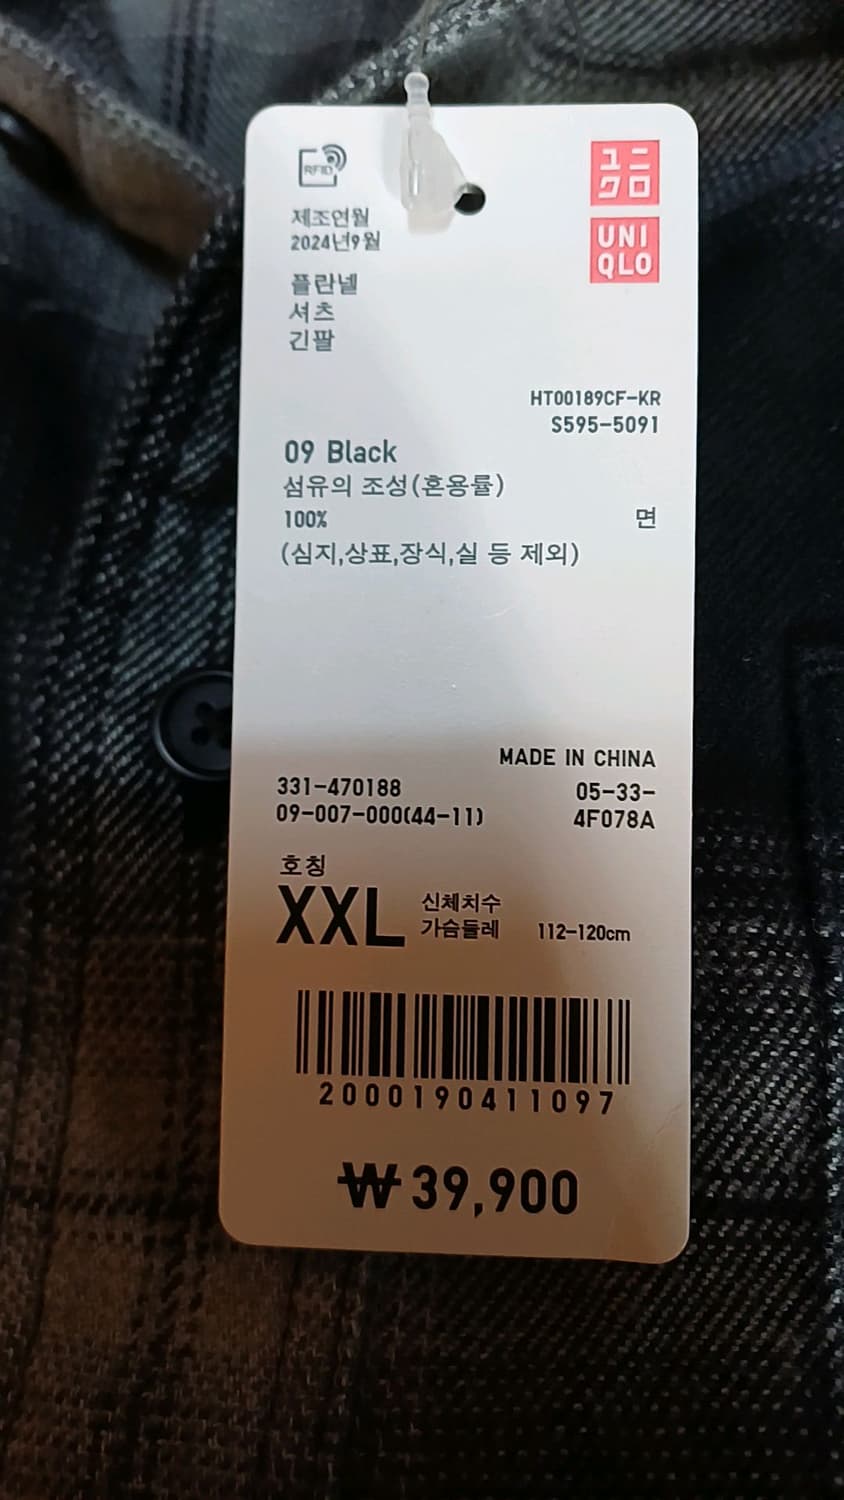 RFID
ユニ
クロ
UNI
QLO
제조연월
2024년9월
플란넬
셔츠
긴팔
HT00189CF-KR
S595-5091
09 Black
섬유의 조성(혼용률)
100% 면
(심지,상표,장식,실 등 제외)
MADE IN CHINA
331-470188 05-33-
09-007-000(44-11) 4F078A
호칭
XXL 신체치수
가슴둘레 112-120cm
2000190411097
₩39,900